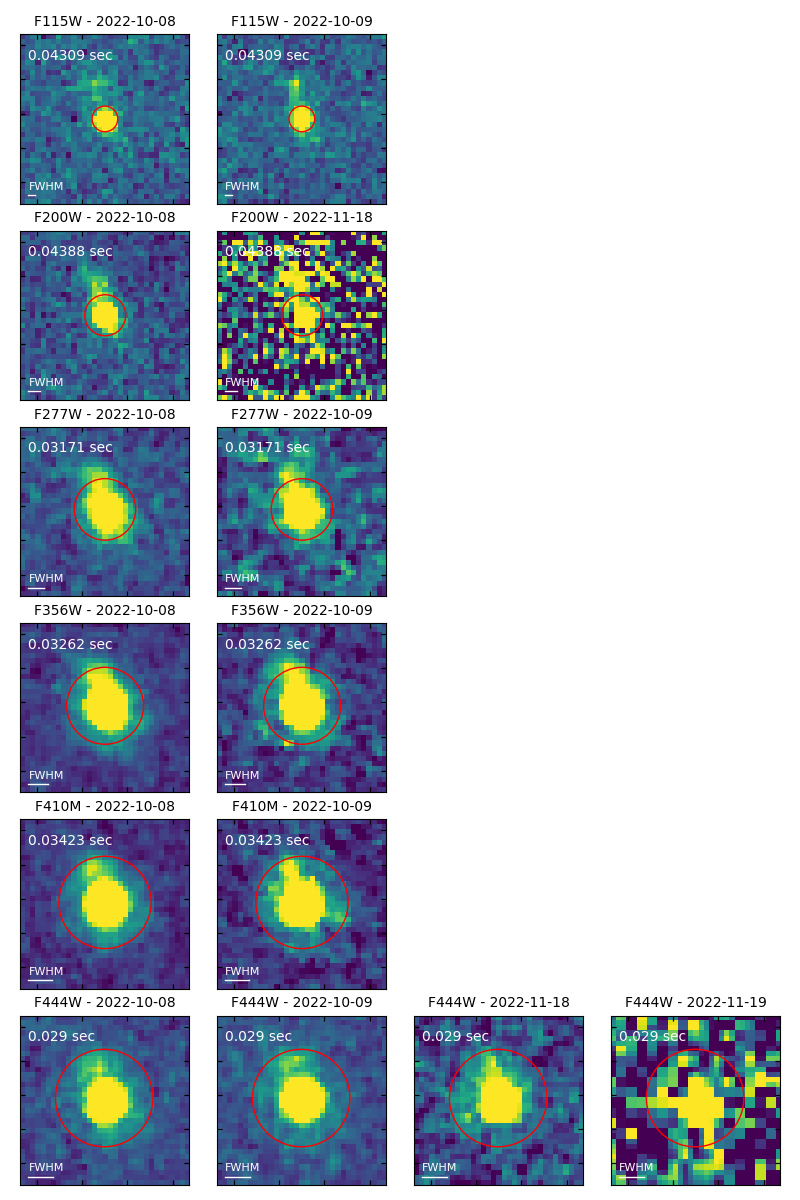 F115W - 2022-10-08
F115W - 2022-10-09
0.04309 sec
0.04309 sec
FWHM
FWHM
F200W - 2022-10-08
F200W - 2022-11-18
0.04388 sec
0.04388 sec
FWHM
FWHM
F277W - 2022-10-08
F277W - 2022-10-09
0.03171 sec
0.03171 sec
FWHM
FWHM
F356W - 2022-10-08
F356W - 2022-10-09
0.03262 sec
0.03262 sec
FWHM
FWHM
F410M - 2022-10-08
F410M - 2022-10-09
0.03423 sec
0.03423 sec
FWHM
FWHM
F444W - 2022-10-08
F444W - 2022-10-09
F444W - 2022-11-18
F444W - 2022-11-19
0.029 sec
0.029 sec
0.029 sec
0.029 sec
FWHM
FWHM
FWHM
FWHM